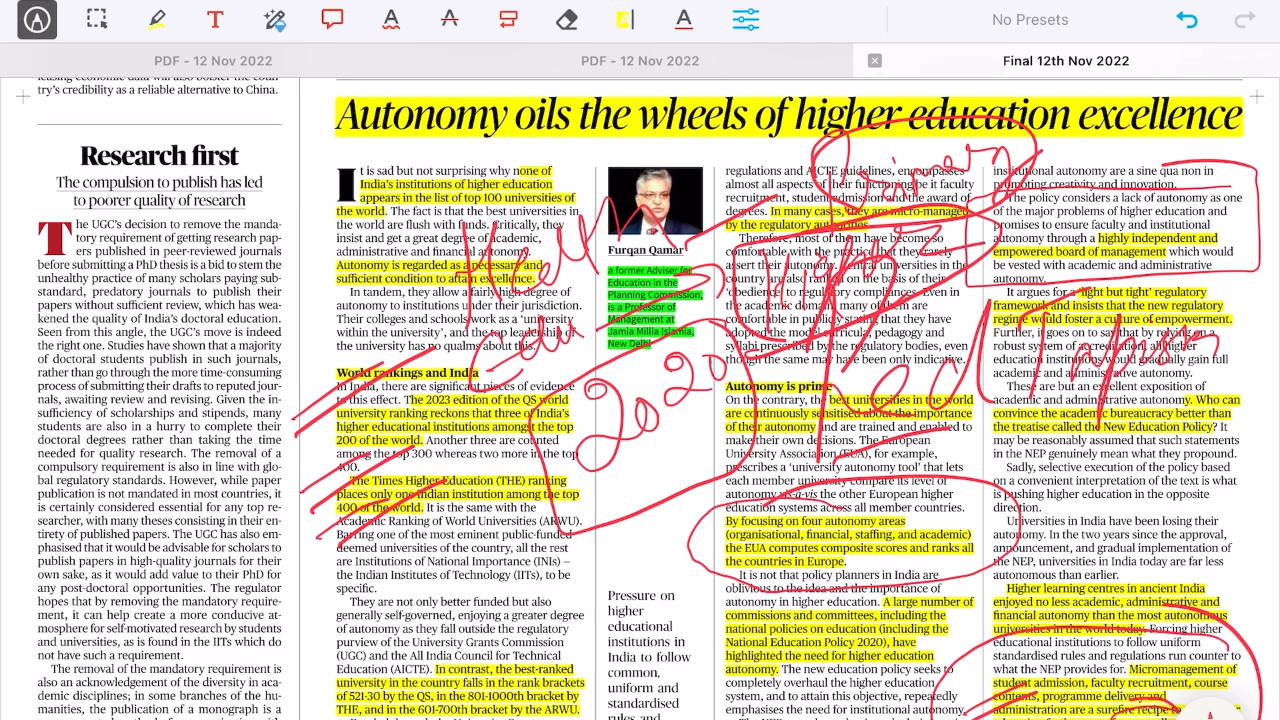 No Presets
PDF - 12 Nov 2022
PDF - 12 Nov 2022
Final 12th Nov 2022
try's credibility as a reliable alternative to China.
Research first
The compulsion to publish has led
to poorer quality of research
The UGC's decision to remove the manda-
tory requirement of getting research pap-
ers published in peer-reviewed journals
before submitting a PhD thesis is a bid to stem the
unhealthy practice of many scholars paying sub-
standard, predatory journals to publish their
papers without sufficient review, which has wea-
kened the quality of India's doctoral education.
Seen from this angle, the UGC's move is indeed
the right one. Studies have shown that a majority
of doctoral students publish in such journals,
rather than go through the more time-consuming
process of submitting their drafts to reputed jour-
nals, awaiting review and revising. Given the in-
sufficiency of scholarships and stipends, many
students are also in a hurry to complete their
doctoral degrees rather than taking the time
needed for quality research. The removal of a
compulsory requirement is also in line with glo-
bal regulatory standards. However, while paper
publication is not mandated in most countries, it
is certainly considered essential for any top re-
searcher, with many theses consisting in their en-
tirety of published papers. The UGC has also em-
phasised that it would be advisable for scholars to
publish papers in high-quality journals for their
own sake, as it would add value to their PhD for
any post-doctoral opportunities. The regulator
hopes that by removing the mandatory require-
ment, it can help create a more conducive at-
mosphere for self-motivated research by students
and universities, as is found in the IITs which do
not have such a requirement.
The removal of the mandatory requirement is
also an acknowledgement of the diversity in aca-
demic disciplines; in some branches of the hu-
manities, the publication of a monograph is a
Autonomy oils the wheels of higher education excellence
It is sad but not surprising why none of
India's institutions of higher education
appears in the list of top 100 universities of
the world. The fact is that the best universities in
the world are flush with funds. Critically, they
insist and get a great degree of academic,
administrative and financial autonomy.
Autonomy is regarded as a necessary and
sufficient condition to attain excellence.
In tandem, they allow a fairly high degree of
autonomy to institutions under their jurisdiction.
Their colleges and schools work as a 'university
within the university', and the top leadership of
the university has no qualms about this.
World rankings and India
In India, there are significant pieces of evidence
to this effect. The 2023 edition of the QS world
university ranking reckons that three of India's
higher educational institutions amongst the top
200 of the world. Another three are counted
among the top 300 whereas two more in the top
400.
The Times Higher Education (THE) ranking
places only one Indian institution among the top
400 of the world. It is the same with the
Academic Ranking of World Universities (ARWU).
Barring one of the most eminent public-funded
deemed universities of the country, all the rest
are Institutions of National Importance (INIs) —
the Indian Institutes of Technology (IITs), to be
specific.
They are not only better funded but also
generally self-governed, enjoying a greater degree
of autonomy as they fall outside the regulatory
purview of the University Grants Commission
(UGC) and the All India Council for Technical
Education (AICTE). In contrast, the best-ranked
university in the country falls in the rank brackets
of 521-30 by the QS, in the 801-1000th bracket by
THE, and in the 601-700th bracket by the ARWU.
Furqan Qamar
a former Adviser for
Education in the
Planning Commission,
is a Professor of
Management at
Jamia Millia Islamia,
New Delhi
Pressure on
higher
educational
institutions in
India to follow
common,
uniform and
standardised
rules and
regulations and AICTE guidelines, encompasses
almost all aspects of their functioning be it faculty
recruitment, student admission and the award of
degrees. In many cases, they are micro-managed
by the regulatory authorities.
Therefore, most of them have become so
comfortable with the practice that they rarely
assert their autonomy. Central universities in the
country are also ranked on the basis of their
obedience to regulatory compliances. Even in
the academic domain, many often are
comfortable in publicly stating that they have
adopted the model curricula, pedagogy and
syllabi prescribed by the regulatory bodies, even
though the same may have been only indicative.
Autonomy is prime
On the contrary, the best universities in the world
are continuously sensitised about the importance
of their autonomy and are trained and enabled to
make their own decisions. The European
University Association (EUA), for example,
prescribes a 'university autonomy tool' that lets
each member university compare its level of
autonomy vis-a-vis the other European higher
education systems across all member countries.
By focusing on four autonomy areas
(organisational, financial, staffing, and academic)
the EUA computes composite scores and ranks all
the countries in Europe.
It is not that policy planners in India are
oblivious to the idea and the importance of
autonomy in higher education. A large number of
commissions and committees, including the
national policies on education (including the
National Education Policy 2020), have
highlighted the need for higher education
autonomy. The new education policy seeks to
completely overhaul the higher education
system, and to attain this objective, repeatedly
emphasises the need for institutional autonomy
institutional autonomy are a sine qua non in
promoting creativity and innovation.
The policy considers a lack of autonomy as one
of the major problems of higher education and
promises to ensure faculty and institutional
autonomy through a highly independent and
empowered board of management which would
be vested with academic and administrative
autonomy.
It argues for a 'light but tight' regulatory
framework and insists that the new regulatory
regime would foster a culture of empowerment.
Further, it goes on to say that by relying on a
robust system of accreditation, all higher
education institutions would gradually gain full
academic and administrative autonomy.
These are but an excellent exposition of
academic and administrative autonomy. Who can
convince the academic bureaucracy better than
the treatise called the New Education Policy? It
may be reasonably assumed that such statements
in the NEP genuinely mean what they propound.
Sadly, selective execution of the policy based
on a convenient interpretation of the text is what
is pushing higher education in the opposite
direction.
Universities in India have been losing their
autonomy. In the two years since the approval,
announcement, and gradual implementation of
the NEP, universities in India today are far less
autonomous than earlier.
Higher learning centres in ancient India
enjoyed no less academic, administrative and
financial autonomy than the most autonomous
universities in the world today. Forcing higher
educational institutions to follow uniform
standardised rules and regulations run counter to
what the NEP provides for. Micromanagement of
student admission, faculty recruitment, course
contents, programme delivery and
administration are a surefire recipe
Health
Edu
2020
Primary
Higher
Red Tapism